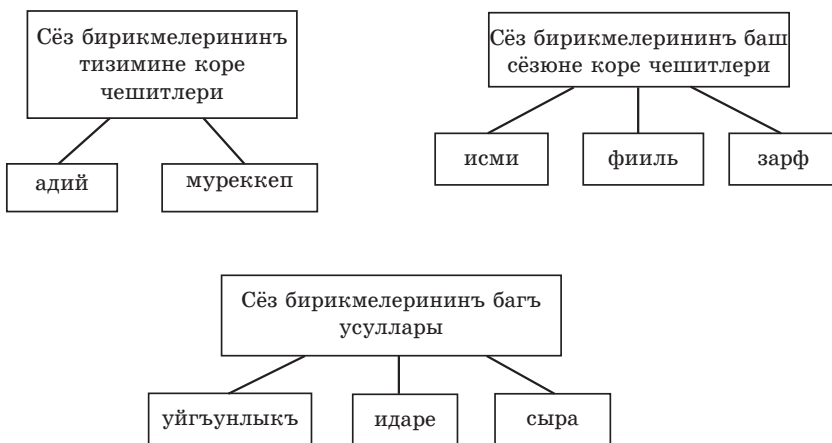 Сёз бирикмелерининъ
тизимине коре
чешитлери
адий
муреккеп
Сёз бирикмелерининъ баш
сёзюне коре чешитлери
исми
фииль
зарф
Сёз бирикмелерининъ багъ
усуллары
уйгъунлыкъ
идаре
сыра